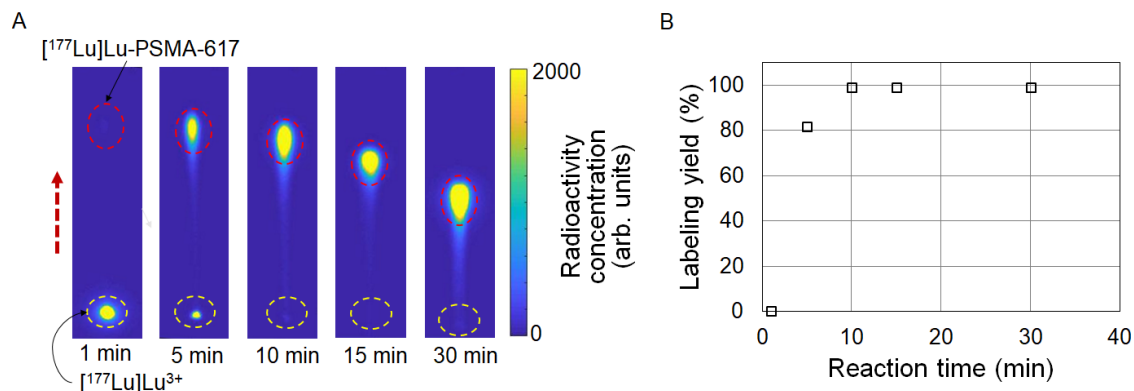 A
[¹⁷⁷Lu]Lu-PSMA-617
1 min
5 min
10 min
15 min
30 min
[¹⁷⁷Lu]Lu³⁺
2000
0
Radioactivity
concentration
(arb. units)
B
Labeling yield (%)
100
80
60
40
20
0
0
10
20
30
40
Reaction time (min)